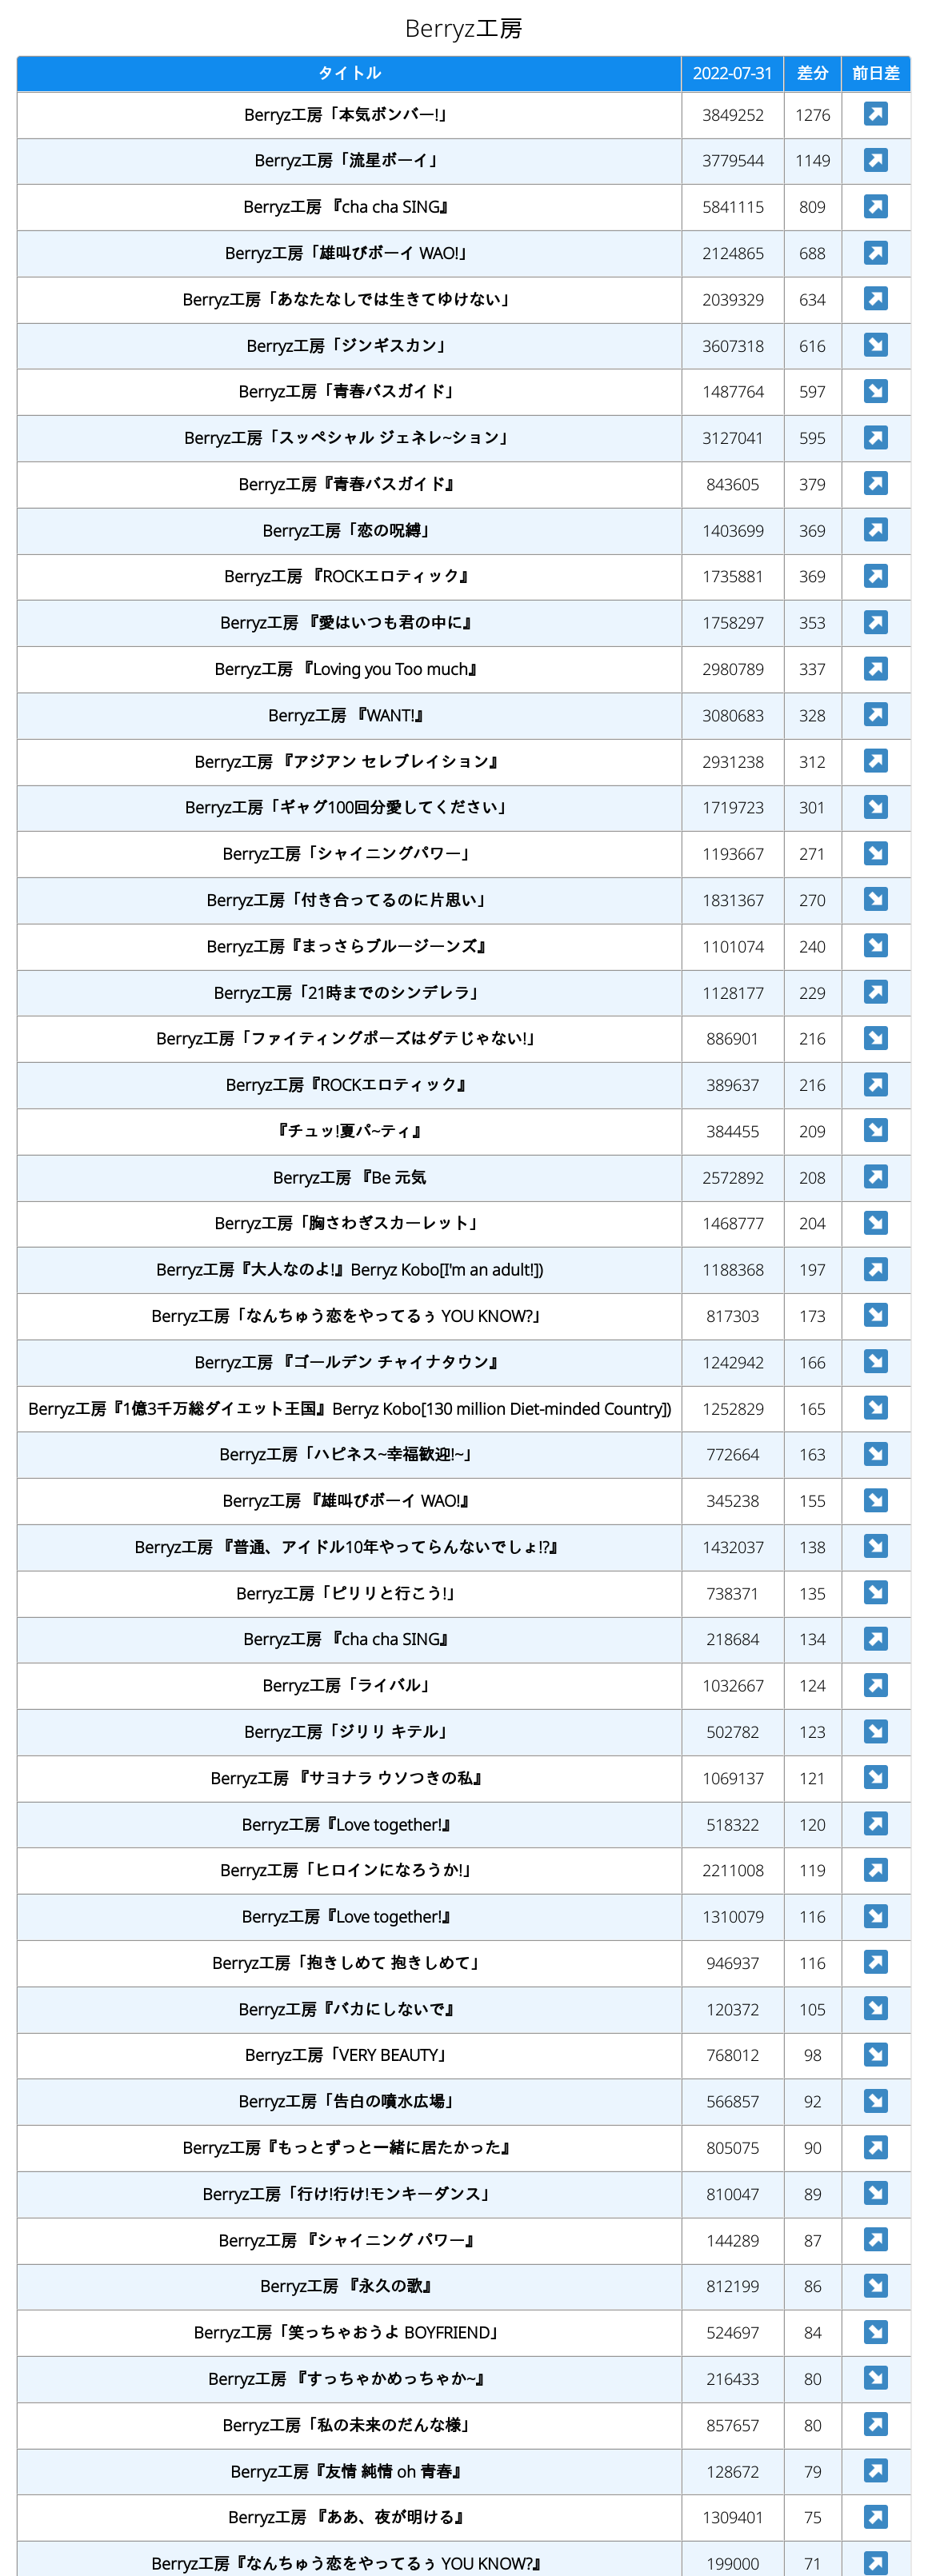 Berryz工房
タイトル 2022-07-31 差分 前日差
Berryz工房「本気ボンバー!」 3849252 1276
Berryz工房「流星ボーイ」 3779544 1149
Berryz工房 『cha cha SING』 5841115 809
Berryz工房「雄叫びボーイ WAO!」 2124865 688
Berryz工房「あなたなしでは生きてゆけない」 2039329 634
Berryz工房「ジンギスカン」 3607318 616
Berryz工房「青春バスガイド」 1487764 597
Berryz工房「スッペシャル ジェネレ~ション」 3127041 595
Berryz工房『青春バスガイド』 843605 379
Berryz工房「恋の呪縛」 1403699 369
Berryz工房 『ROCKエロティック』 1735881 369
Berryz工房 『愛はいつも君の中に』 1758297 353
Berryz工房 『Loving you Too much』 2980789 337
Berryz工房 『WANT!』 3080683 328
Berryz工房 『アジアン セレブレイション』 2931238 312
Berryz工房「ギャグ100回分愛してください」 1719723 301
Berryz工房「シャイニングパワー」 1193667 271
Berryz工房「付き合ってるのに片思い」 1831367 270
Berryz工房『まっさらブルージーンズ』 1101074 240
Berryz工房「21時までのシンデレラ」 1128177 229
Berryz工房「ファイティングポーズはダテじゃない!」 886901 216
Berryz工房『ROCKエロティック』 389637 216
『チュッ!夏パ~ティ』 384455 209
Berryz工房 『Be 元気 2572892 208
Berryz工房「胸さわぎスカーレット」 1468777 204
Berryz工房『大人なのよ!』Berryz Kobo[I'm an adult!]) 1188368 197
Berryz工房「なんちゅう恋をやってるぅ YOU KNOW?」 817303 173
Berryz工房 『ゴールデン チャイナタウン』 1242942 166
Berryz工房『1億3千万総ダイエット王国』Berryz Kobo[130 million Diet-minded Country]) 1252829 165
Berryz工房「ハピネス~幸福歓迎!~」 772664 163
Berryz工房 『雄叫びボーイ WAO!』 345238 155
Berryz工房 『普通、アイドル10年やってらんないでしょ!?』 1432037 138
Berryz工房「ピリリと行こう!」 738371 135
Berryz工房 『cha cha SING』 218684 134
Berryz工房「ライバル」 1032667 124
Berryz工房「ジリリ キテル」 502782 123
Berryz工房 『サヨナラ ウソつきの私』 1069137 121
Berryz工房『Love together!』 518322 120
Berryz工房「ヒロインになろうか!」 2211008 119
Berryz工房『Love together!』 1310079 116
Berryz工房「抱きしめて 抱きしめて」 946937 116
Berryz工房『バカにしないで』 120372 105
Berryz工房「VERY BEAUTY」 768012 98
Berryz工房「告白の噴水広場」 566857 92
Berryz工房『もっとずっと一緒に居たかった』 805075 90
Berryz工房「行け!行け!モンキーダンス」 810047 89
Berryz工房 『シャイニング パワー』 144289 87
Berryz工房 『永久の歌』 812199 86
Berryz工房「笑っちゃおうよ BOYFRIEND」 524697 84
Berryz工房 『すっちゃかめっちゃか~』 216433 80
Berryz工房「私の未来のだんな様」 857657 80
Berryz工房『友情 純情 oh 青春』 128672 79
Berryz工房 『ああ、夜が明ける』 1309401 75
Berryz工房『なんちゅう恋をやってるぅ YOU KNOW?』 199000 71